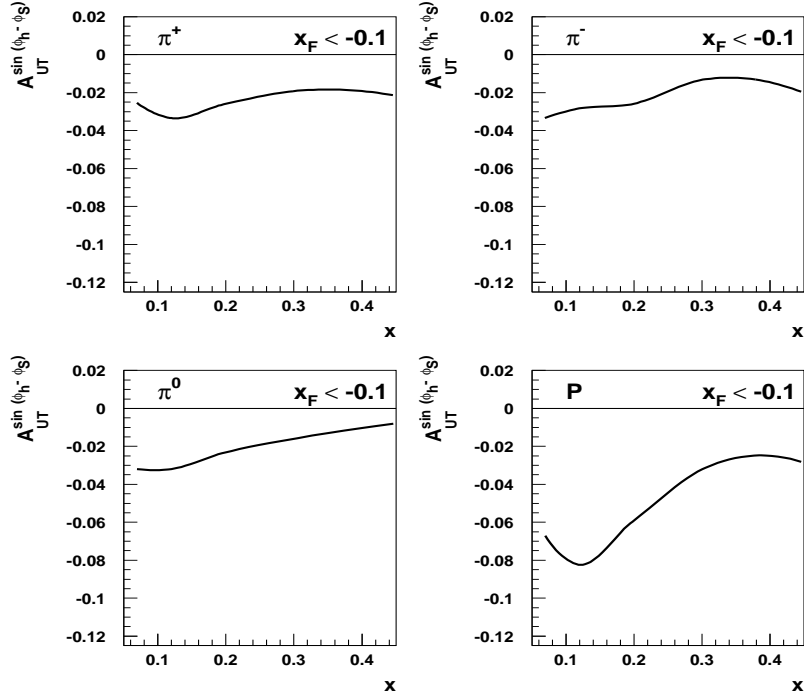 A_UT^sin (ϕh- ϕS)
0.02
0
-0.02
-0.04
-0.06
-0.08
-0.1
-0.12
π+
xF < -0.1
0.1 0.2 0.3 0.4
x
A_UT^sin (ϕh- ϕS)
0.02
0
-0.02
-0.04
-0.06
-0.08
-0.1
-0.12
π-
xF < -0.1
0.1 0.2 0.3 0.4
x
A_UT^sin (ϕh- ϕS)
0.02
0
-0.02
-0.04
-0.06
-0.08
-0.1
-0.12
π0
xF < -0.1
0.1 0.2 0.3 0.4
x
A_UT^sin (ϕh- ϕS)
0.02
0
-0.02
-0.04
-0.06
-0.08
-0.1
-0.12
P
xF < -0.1
0.1 0.2 0.3 0.4
x